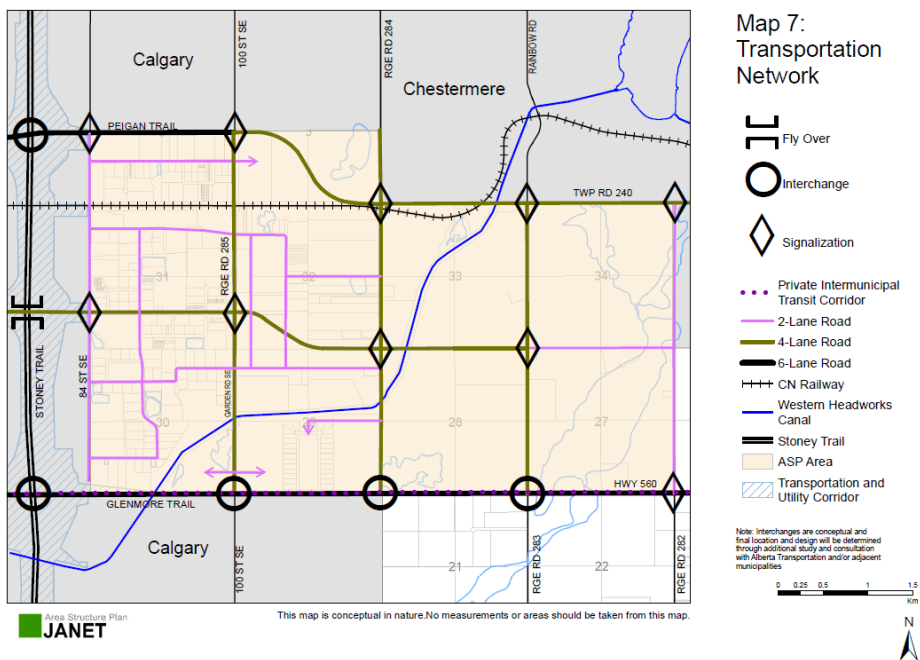 Calgary
100 ST SE
RGE RD 284
RAINBOW RD
Chestermere
PEIGAN TRAIL
TWP RD 240
RGE RD 285
31
32
33
34
STONEY TRAIL
84 ST SE
GARDEN RD SE
30
28
27
HWY 560
GLENMORE TRAIL
Calgary
100 ST SE
21
RGE RD 283
22
RGE RD 282
Map 7:
Transportation
Network
Fly Over
Interchange
Signalization
Private Intermunicipal
Transit Corridor
2-Lane Road
4-Lane Road
6-Lane Road
CN Railway
Western Headworks
Canal
Stoney Trail
ASP Area
Transportation and
Utility Corridor
Note: Interchanges are conceptual and
final location and design will be determined
through additional study and consultation
with Alberta Transportation and/or adjacent
municipalities
0 0.25 0.5 1 1.5
Km
N
Area Structure Plan
JANET
This map is conceptual in nature.No measurements or areas should be taken from this map.